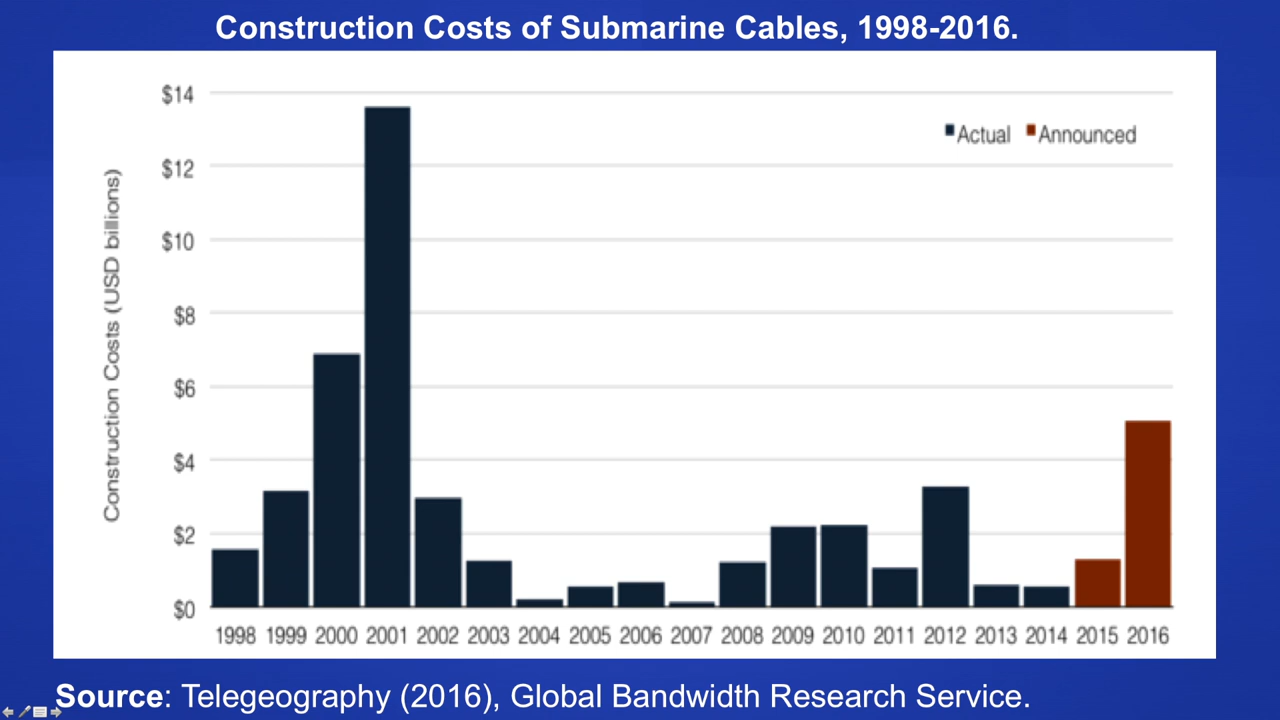 Construction Costs of Submarine Cables, 1998-2016.
$14
Actual Announced
$12
$10
$8
$6
$4
$2
$0
Construction Costs (USD billions)
1998 1999 2000 2001 2002 2003 2004 2005 2006 2007 2008 2009 2010 2011 2012 2013 2014 2015 2016
Source: Telegeography (2016), Global Bandwidth Research Service.